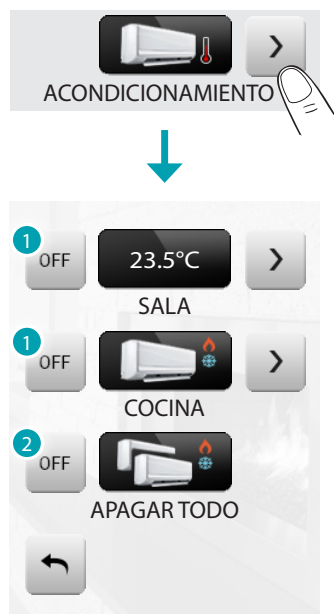 ACONDICIONAMIENTO
1
OFF
23.5°C
SALA
1
OFF
COCINA
2
OFF
APAGAR TODO